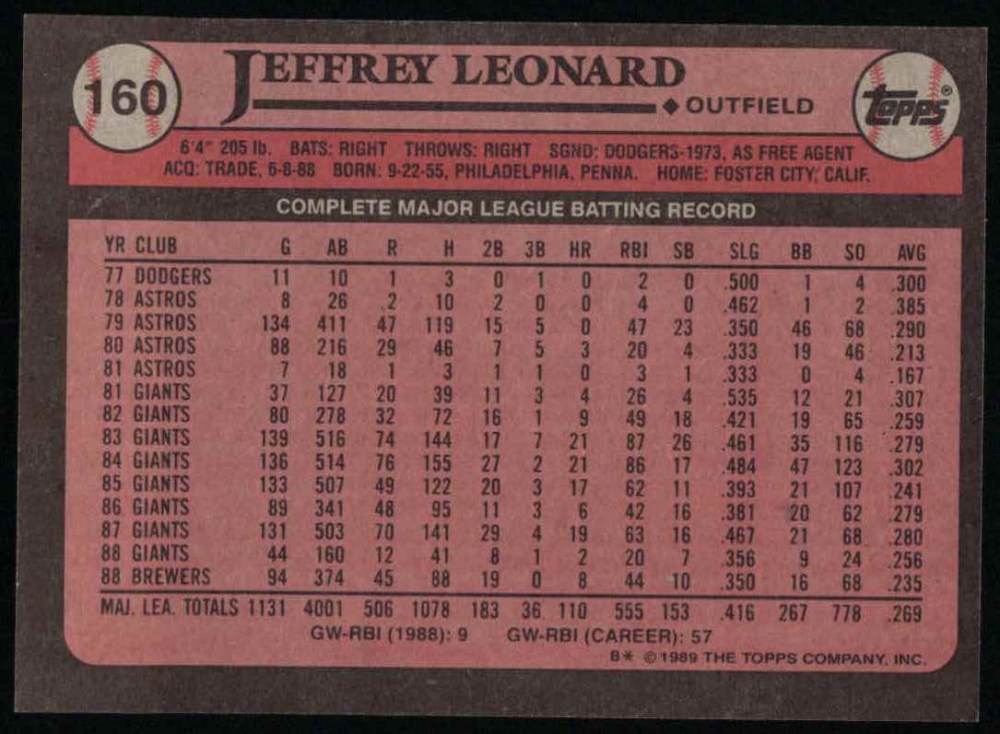 160
JEFFREY LEONARD
◆ OUTFIELD
Topps®
6'4" 205 lb. BATS: RIGHT THROWS: RIGHT SGND: DODGERS-1973, AS FREE AGENT
ACQ: TRADE, 6-8-88 BORN: 9-22-55, PHILADELPHIA, PENNA. HOME: FOSTER CITY, CALIF.
COMPLETE MAJOR LEAGUE BATTING RECORD
YR CLUB G AB R H 2B 3B HR RBI SB SLG BB SO AVG
77 DODGERS 11 10 1 3 0 1 0 2 0 .500 1 4 .300
78 ASTROS 8 26 2 10 2 0 0 4 0 .462 1 2 .385
79 ASTROS 134 411 47 119 15 5 0 47 23 .350 46 68 .290
80 ASTROS 88 216 29 46 7 5 3 20 4 .333 19 46 .213
81 ASTROS 7 18 1 3 1 1 0 3 1 .333 0 4 .167
81 GIANTS 37 127 20 39 11 3 4 26 4 .535 12 21 .307
82 GIANTS 80 278 32 72 16 1 9 49 18 .421 19 65 .259
83 GIANTS 139 516 74 144 17 7 21 87 26 .461 35 116 .279
84 GIANTS 136 514 76 155 27 2 21 86 17 .484 47 123 .302
85 GIANTS 133 507 49 122 20 3 17 62 11 .393 21 107 .241
86 GIANTS 89 341 48 95 11 3 6 42 16 .381 20 62 .279
87 GIANTS 131 503 70 141 29 4 19 63 16 .467 21 68 .280
88 GIANTS 44 160 12 41 8 1 2 20 7 .356 9 24 .256
88 BREWERS 94 374 45 88 19 0 8 44 10 .350 16 68 .235
MAJ. LEA. TOTALS 1131 4001 506 1078 183 36 110 555 153 .416 267 778 .269
GW-RBI (1988): 9 GW-RBI (CAREER): 57
B* © 1989 THE TOPPS COMPANY, INC.